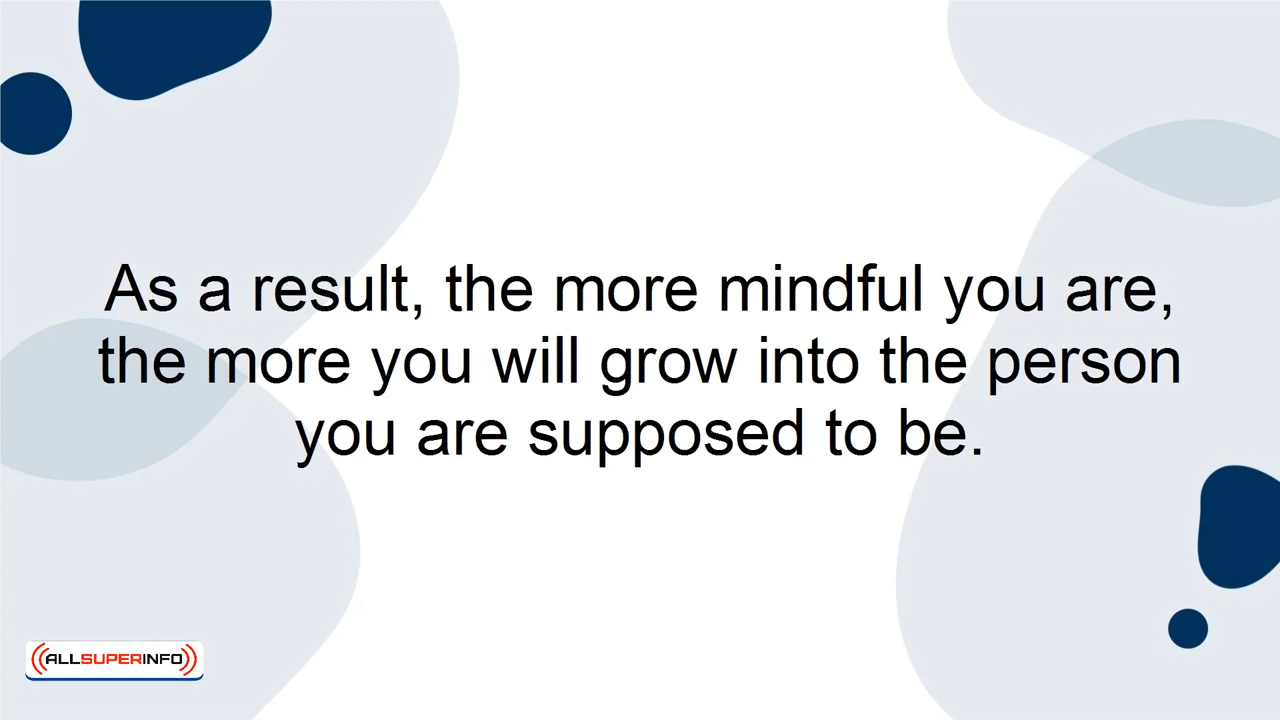 As a result, the more mindful you are,
the more you will grow into the person
you are supposed to be.
ALLSUPERINFO